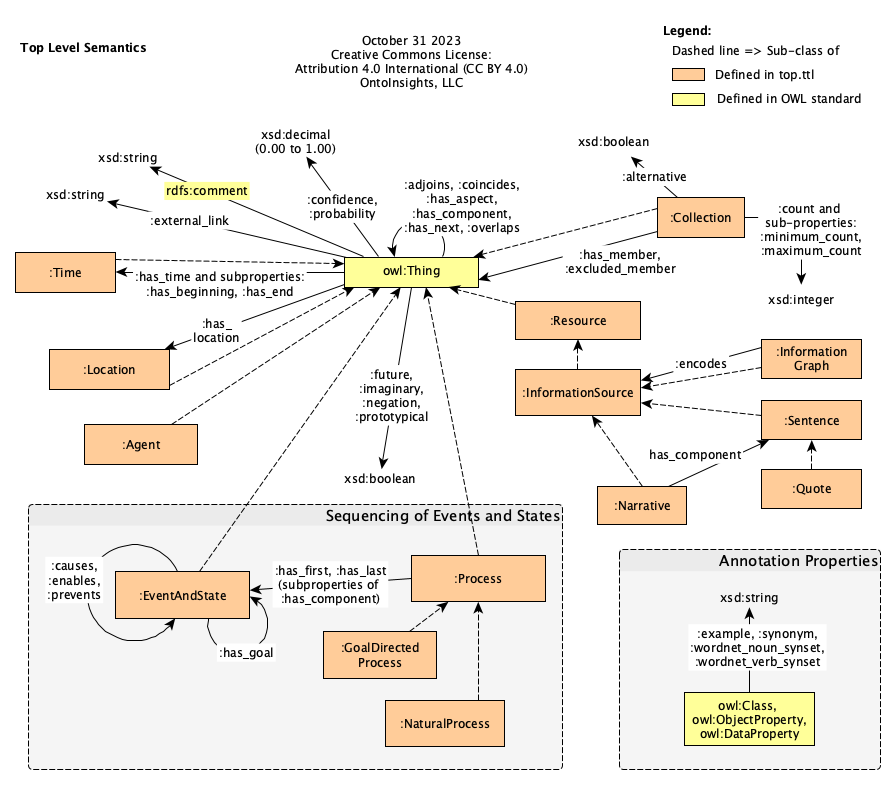 Top Level Semantics
October 31 2023
Creative Commons License:
Attribution 4.0 International (CC BY 4.0)
OntoInsights, LLC
Legend:
Dashed line => Sub-class of
Defined in top.ttl
Defined in OWL standard
xsd:string
xsd:string
rdfs:comment
:external_link
xsd:decimal
(0.00 to 1.00)
:confidence,
:probability
:adjoins, :coincides,
:has_aspect,
:has_component,
:has_next, :overlaps
xsd:boolean
:alternative
:Collection
:count and
sub-properties:
:minimum_count,
:maximum_count
xsd:integer
:has_member,
:excluded_member
:Time
:has_time and subproperties:
:has_beginning, :has_end
owl:Thing
:has_
location
:Location
:Agent
:future,
:imaginary,
:negation,
:prototypical
xsd:boolean
:Resource
:InformationSource
:encodes
:Information
Graph
:Sentence
has_component
:Quote
:Narrative
Sequencing of Events and States
:causes,
:enables,
:prevents
:EventAndState
:has_goal
:has_first, :has_last
(subproperties of
:has_component)
:Process
:GoalDirected
Process
:NaturalProcess
Annotation Properties
xsd:string
:example, :synonym,
:wordnet_noun_synset,
:wordnet_verb_synset
owl:Class,
owl:ObjectProperty,
owl:DataProperty